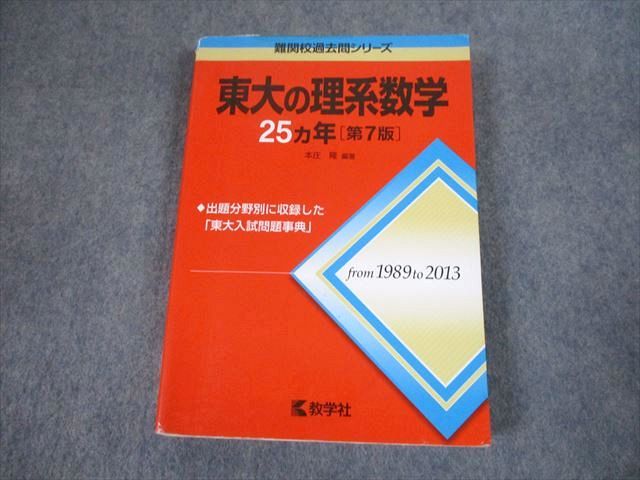 難関校過去問シリーズ
東大の理系数学
25カ年[第7版]
本庄 隆 編著
◆出題分野別に収録した
「東大入試問題事典」
from 1989 to 2013
教学社